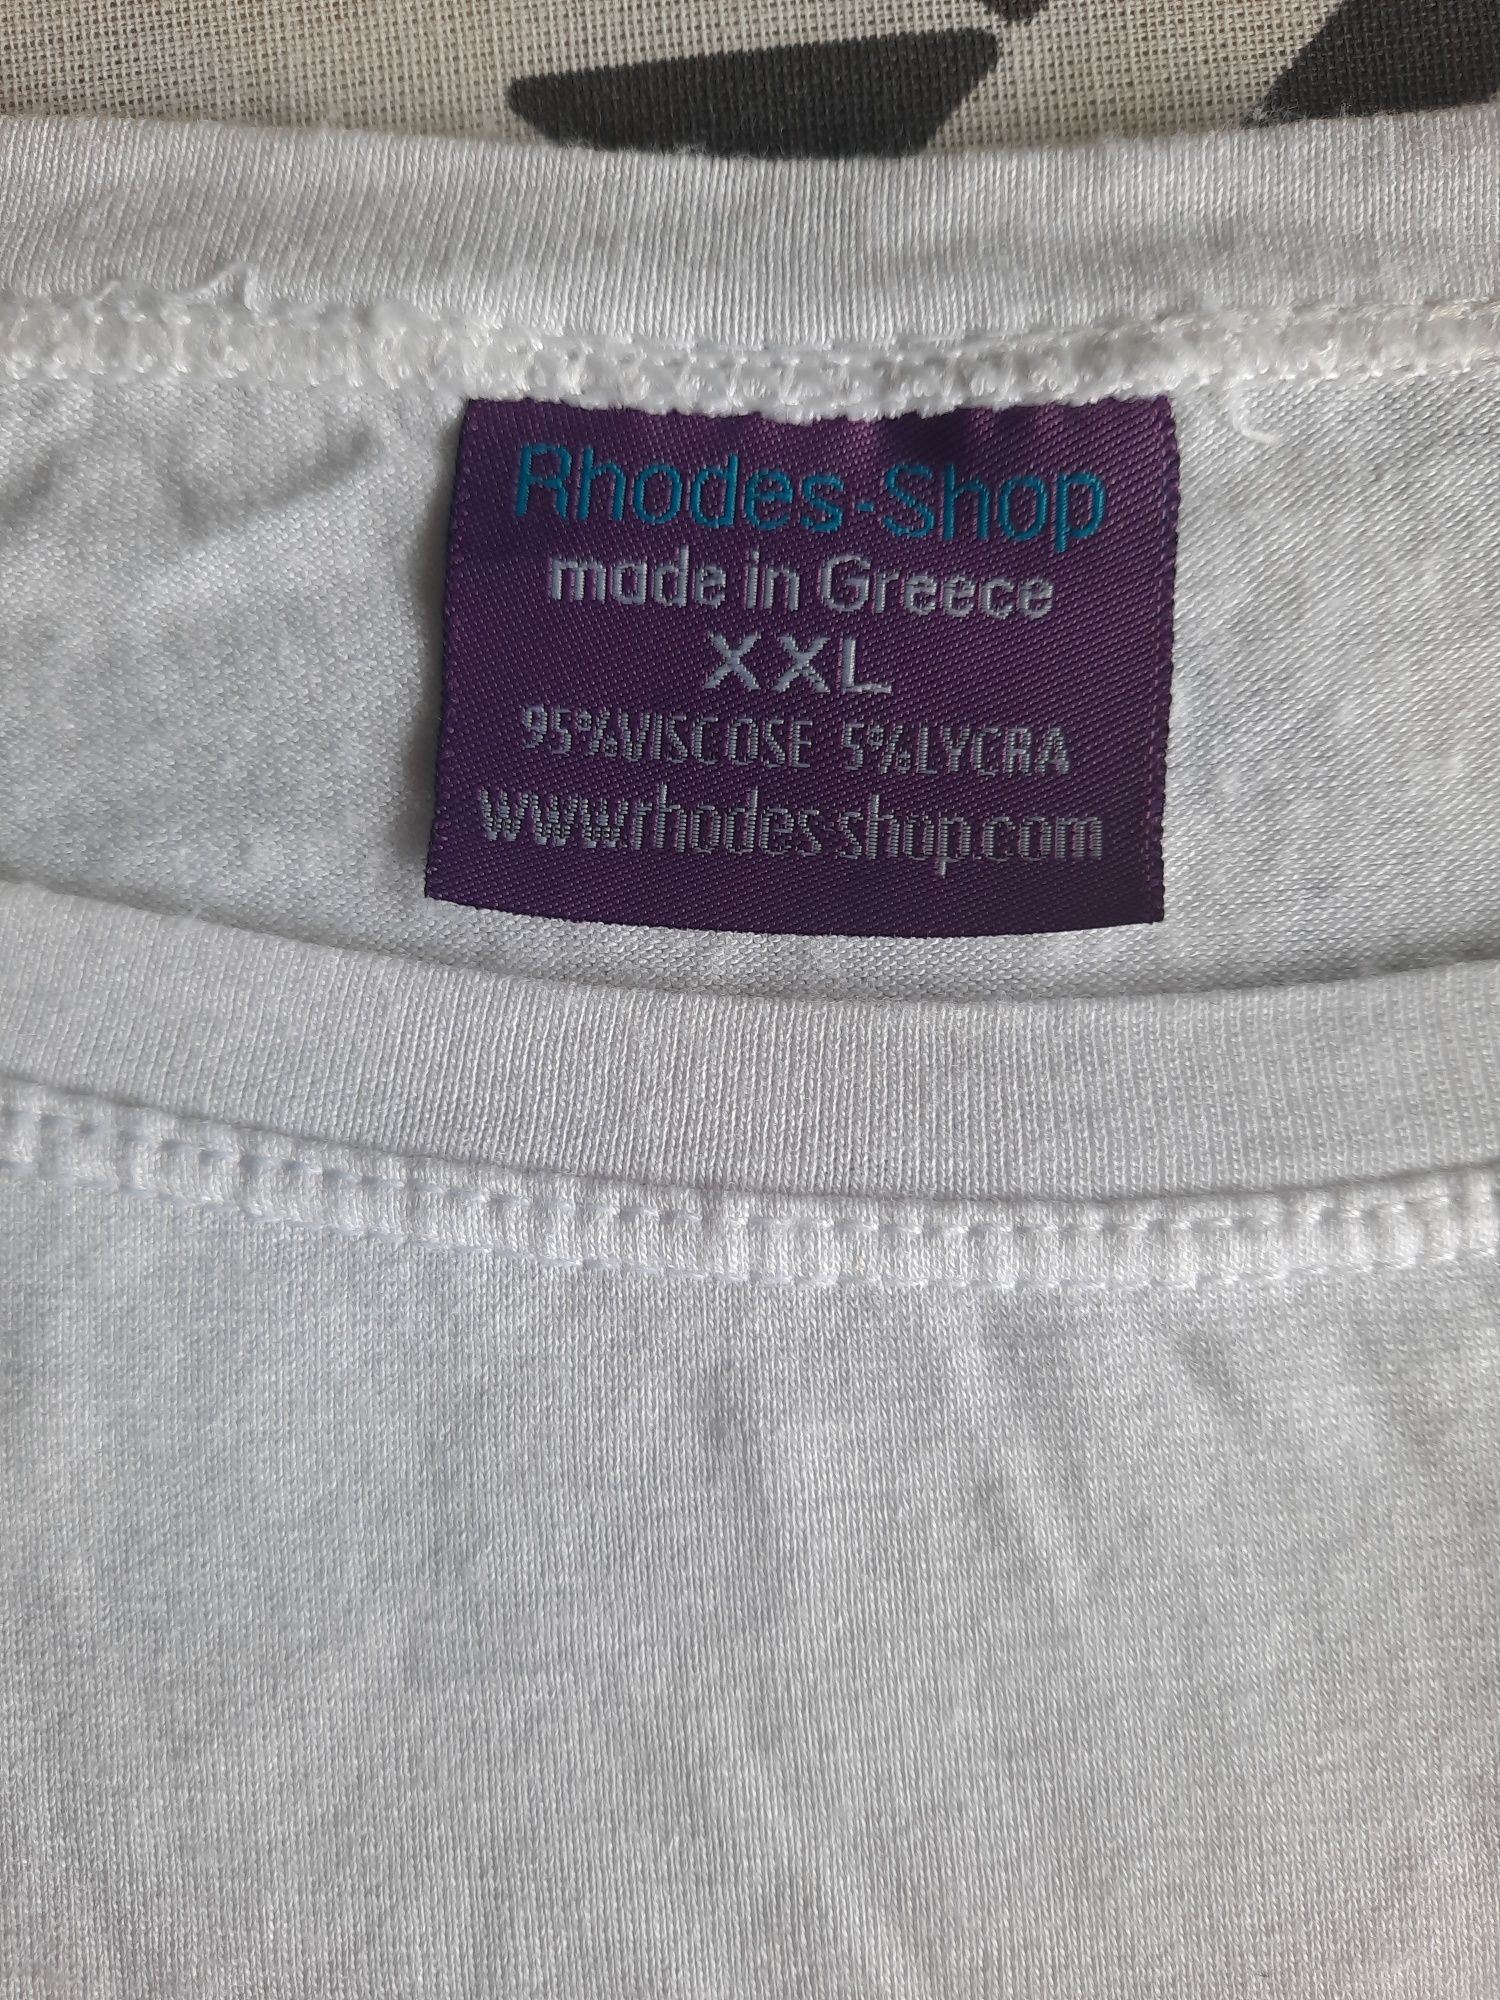 Rhodes-Shop
made in Greece
XXL
95%VISCOSE 5%LYCRA
www.rhodes-shop.com